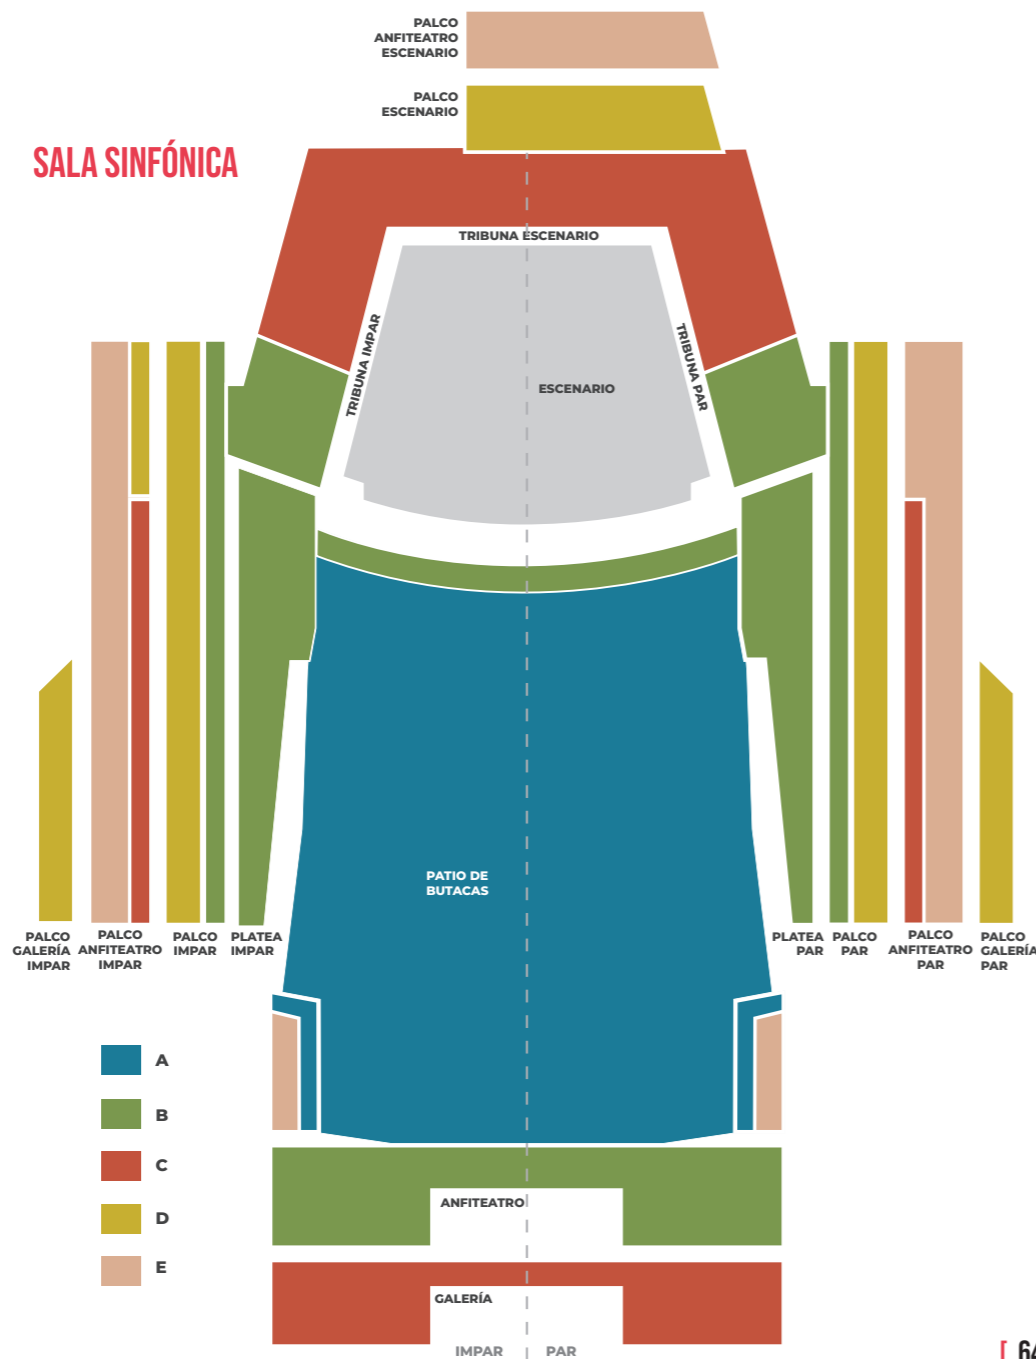 PALCO
ANFITEATRO
ESCENARIO
PALCO
ESCENARIO
SALA SINFÓNICA
TRIBUNA ESCENARIO
TRIBUNA IMPAR
TRIBUNA PAR
ESCENARIO
PATIO DE
BUTACAS
PALCO
GALERÍA
IMPAR
PALCO
ANFITEATRO
IMPAR
PALCO
IMPAR
PLATEA
IMPAR
PLATEA
PAR
PALCO
PAR
PALCO
ANFITEATRO
PAR
PALCO
GALERÍA
PAR
A
B
C
D
E
ANFITEATRO
GALERÍA
IMPAR
PAR